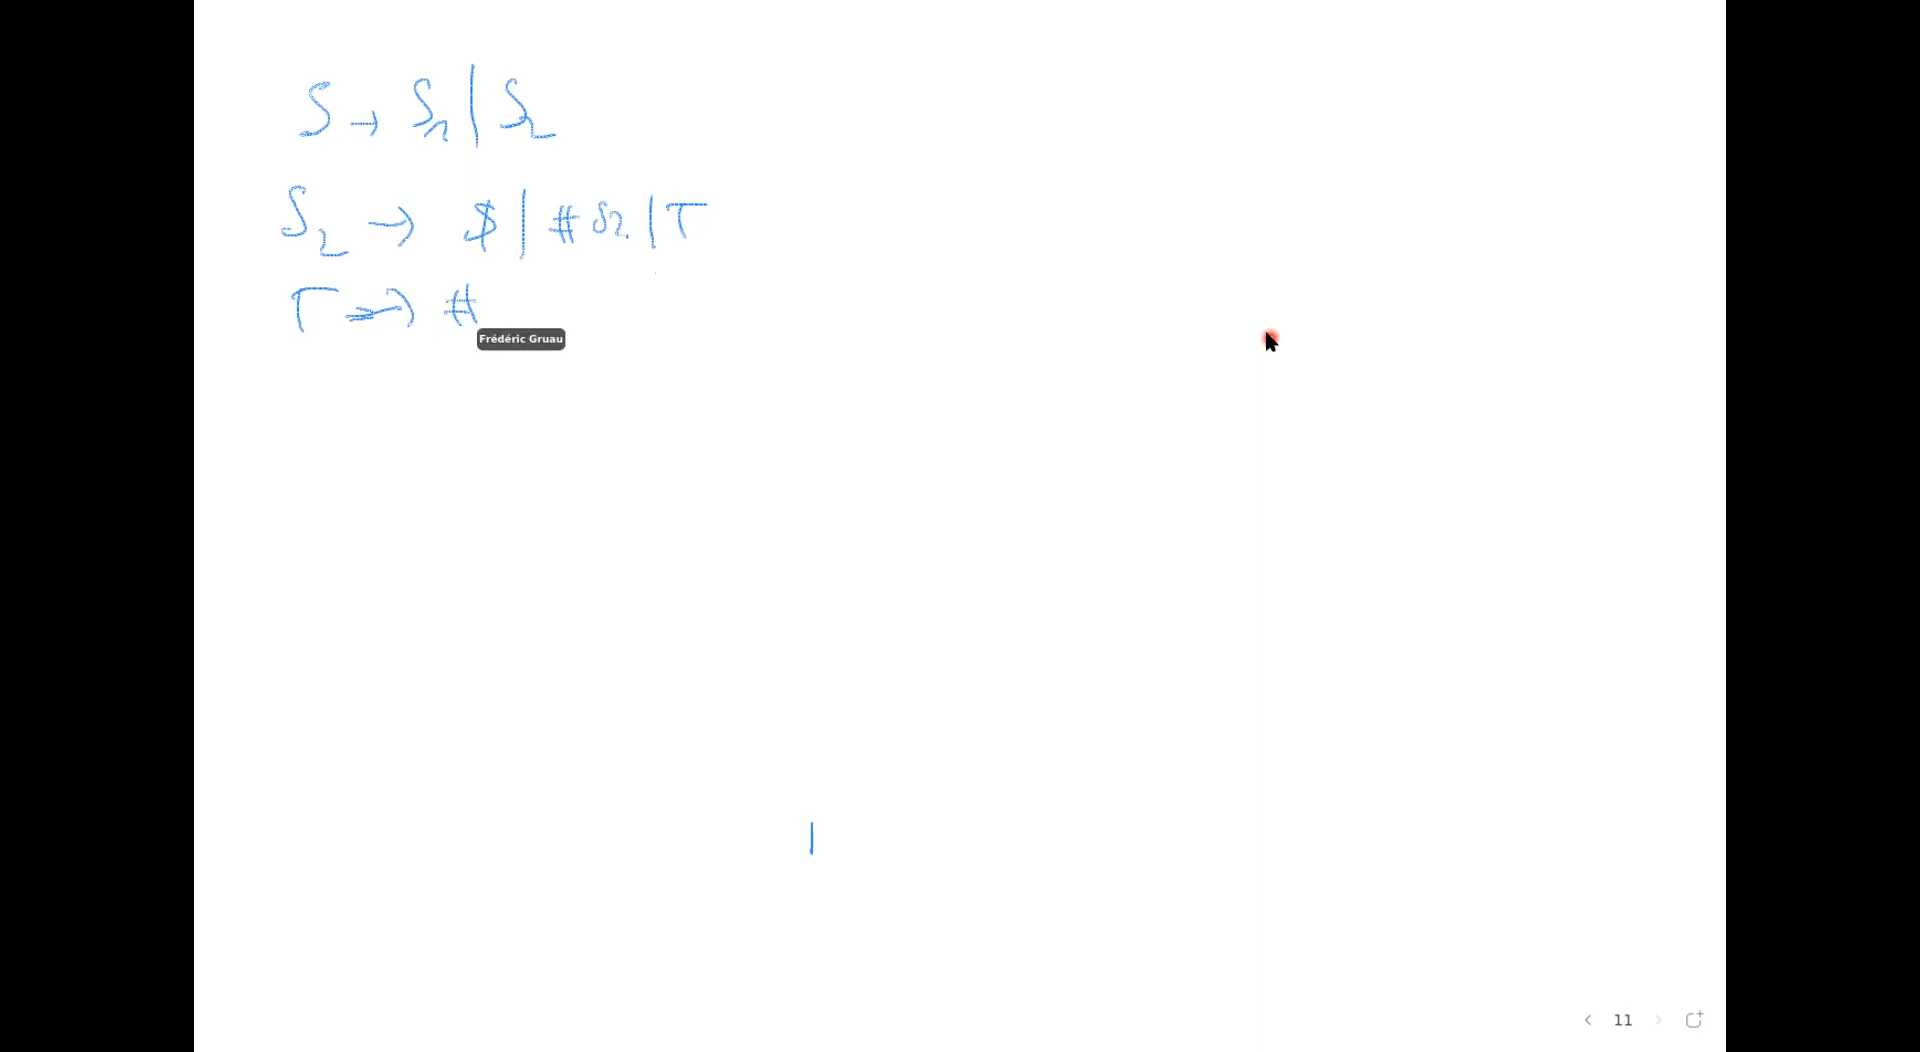 S → S₁ | S₂
S₂ → $ | # S₂ | T
T → #
Frédéric Gruau
|
11